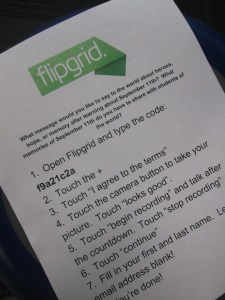 flipgrid.
What message would you like to say to the world about heroes,
hope, or memory after learning about September 11th? What
memories of September 11th do you have to share with students of
the world?
1. Open Flipgrid and type the code:
f9a21c2a
2. Touch the +
3. Touch "I agree to the terms"
4. Touch the camera button to take your
picture. Touch "looks good".
5. Touch "begin recording" and talk after
the countdown. Touch "stop recording"
6. Touch "continue"
7. Fill in your first and last name. Le
email address blank!
you're done!